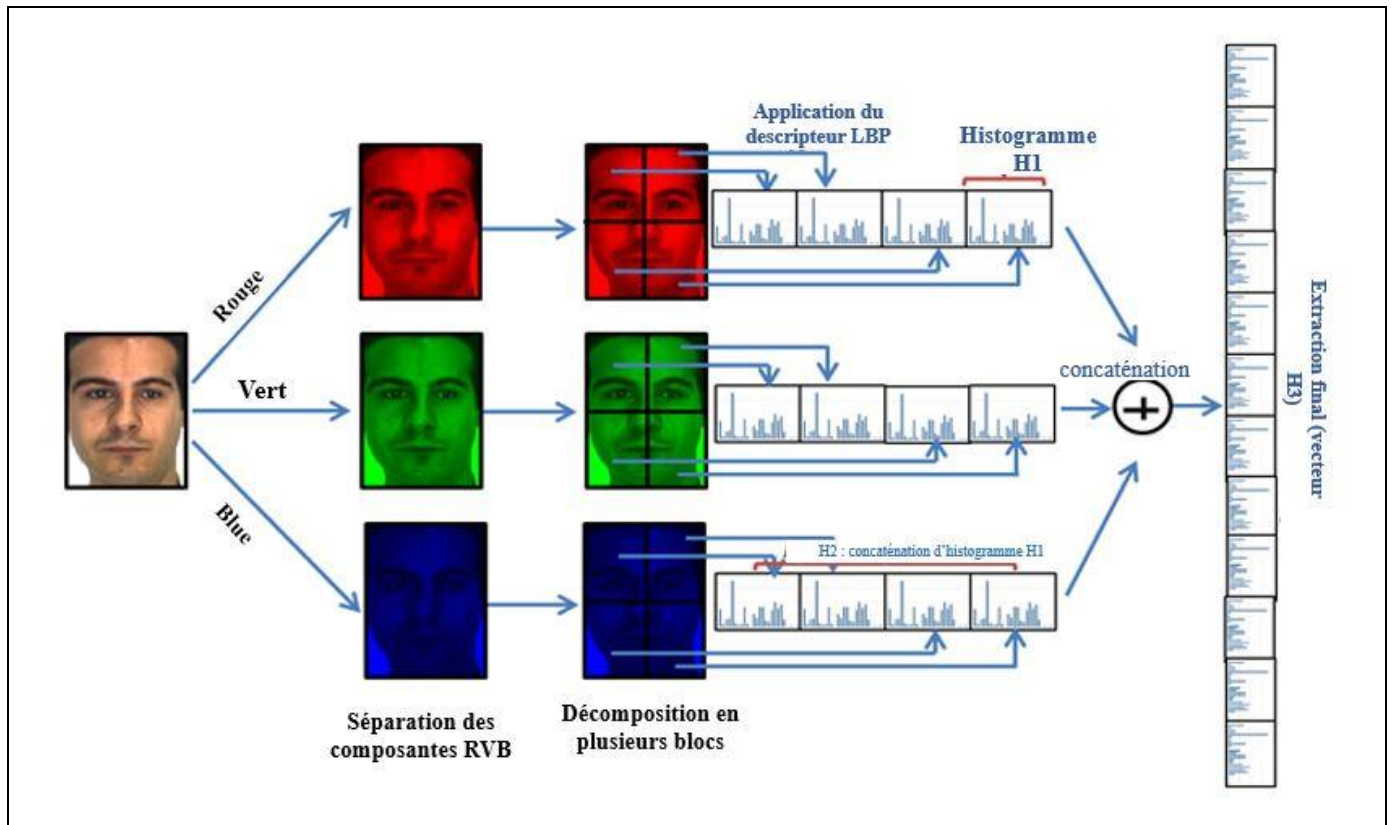 Application du
descripteur LBP
Histogramme
H1
Rouge
Vert
Blue
concaténation
H2 : concaténation d'histogramme H1
Extraction final (vecteur
H3)
Séparation des
composantes RVB
Décomposition en
plusieurs blocs